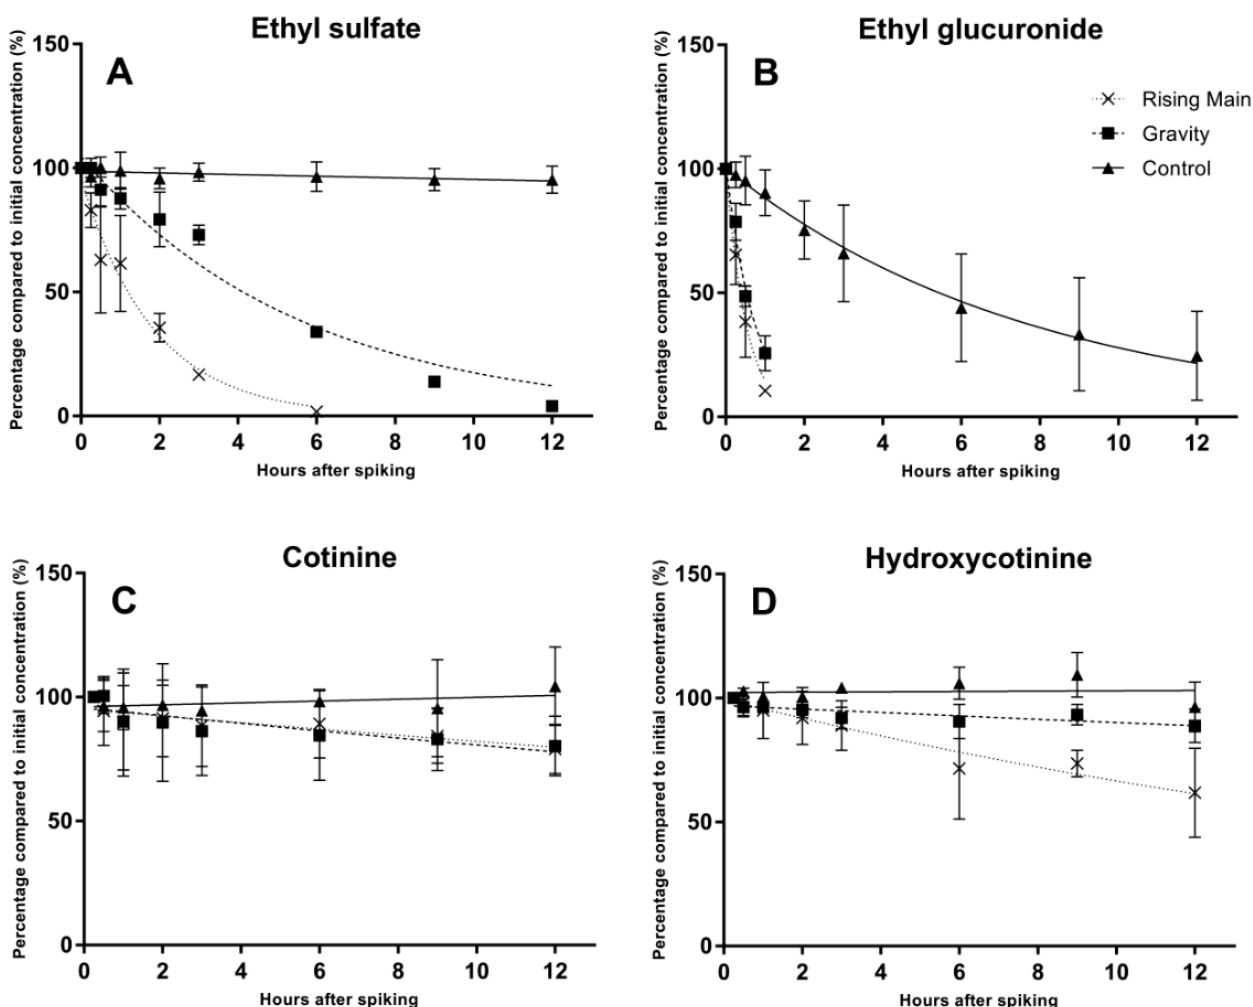 Ethyl sulfate
A
Percentage compared to initial concentration (%)
150
100
50
0
0 2 4 6 8 10 12
Hours after spiking
Ethyl glucuronide
B
Rising Main
Gravity
Control
Percentage compared to initial concentration (%)
150
100
50
0
0 2 4 6 8 10 12
Hours after spiking
Cotinine
C
Percentage compared to initial concentration (%)
150
100
50
0
0 2 4 6 8 10 12
Hours after spiking
Hydroxycotinine
D
Percentage compared to initial concentration (%)
150
100
50
0
0 2 4 6 8 10 12
Hours after spiking